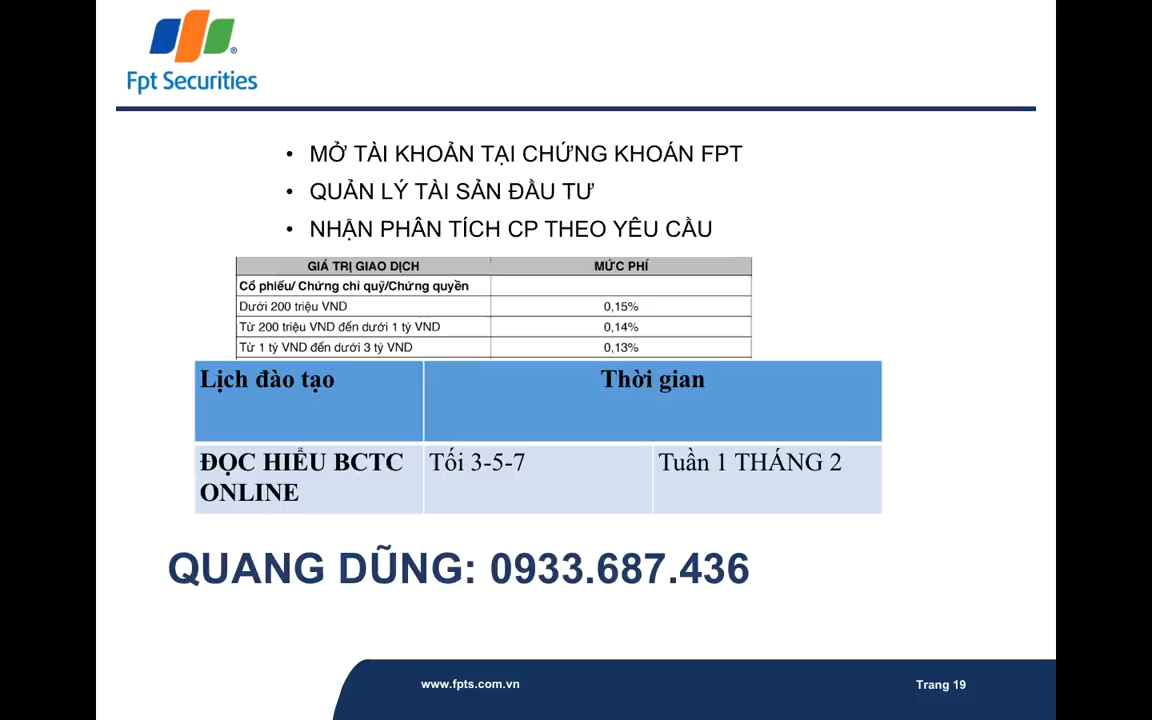 Fpt Securities
• MỞ TÀI KHOẢN TẠI CHỨNG KHOÁN FPT
• QUẢN LÝ TÀI SẢN ĐẦU TƯ
• NHẬN PHÂN TÍCH CP THEO YÊU CẦU
GIÁ TRỊ GIAO DỊCH MỨC PHÍ
Cổ phiếu/ Chứng chỉ quỹ/Chứng quyền
Dưới 200 triệu VND 0,15%
Từ 200 triệu VND đến dưới 1 tỷ VND 0,14%
Từ 1 tỷ VND đến dưới 3 tỷ VND 0,13%
Lịch đào tạo Thời gian
ĐỌC HIỂU BCTC Tối 3-5-7 Tuần 1 THÁNG 2
ONLINE
QUANG DŨNG: 0933.687.436
www.fpts.com.vn Trang 19